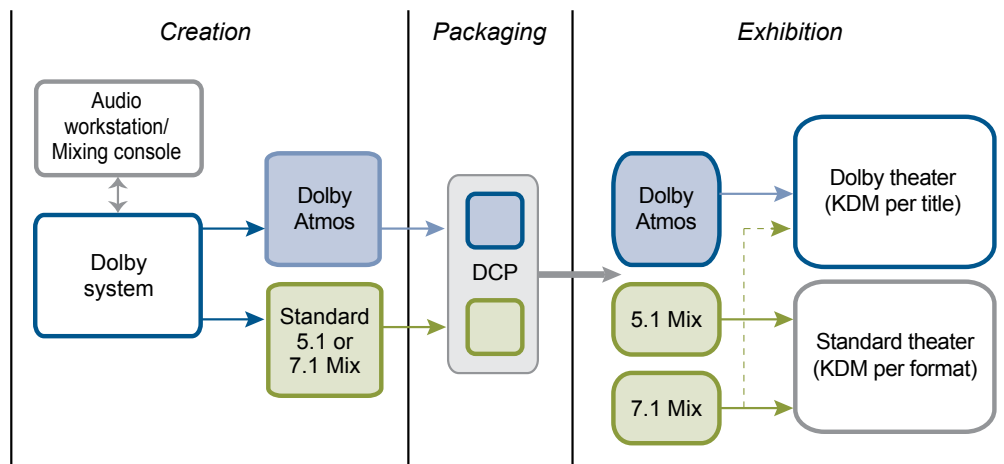 Creation
Packaging
Exhibition
Audio
workstation/
Mixing console
Dolby
system
Dolby
Atmos
Standard
5.1 or
7.1 Mix
DCP
Dolby
Atmos
5.1 Mix
7.1 Mix
Dolby theater
(KDM per title)
Standard theater
(KDM per format)